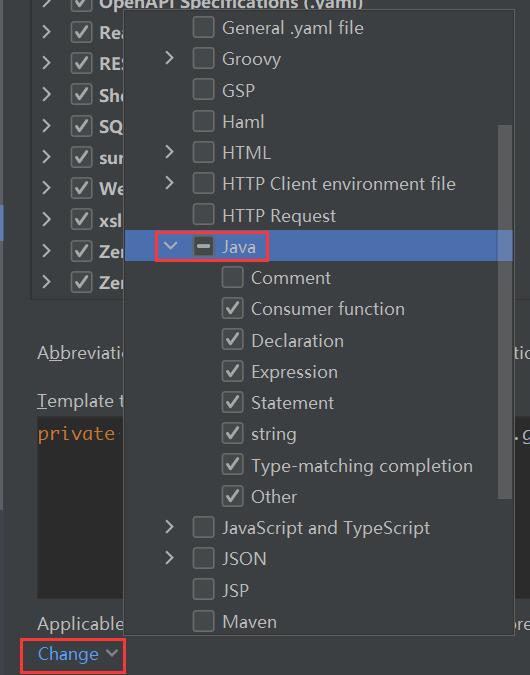 OpenAPI Specifications (.yaml)
General .yaml file
Groovy
GSP
Haml
HTML
HTTP Client environment file
HTTP Request
Java
Comment
Consumer function
Declaration
Expression
Statement
string
Type-matching completion
Other
JavaScript and TypeScript
JSON
JSP
Maven
Rea
RES
She
SQ
sur
We
xsl
Zer
Zer
Abbreviati
Template t
private
.g
Applicable
Change